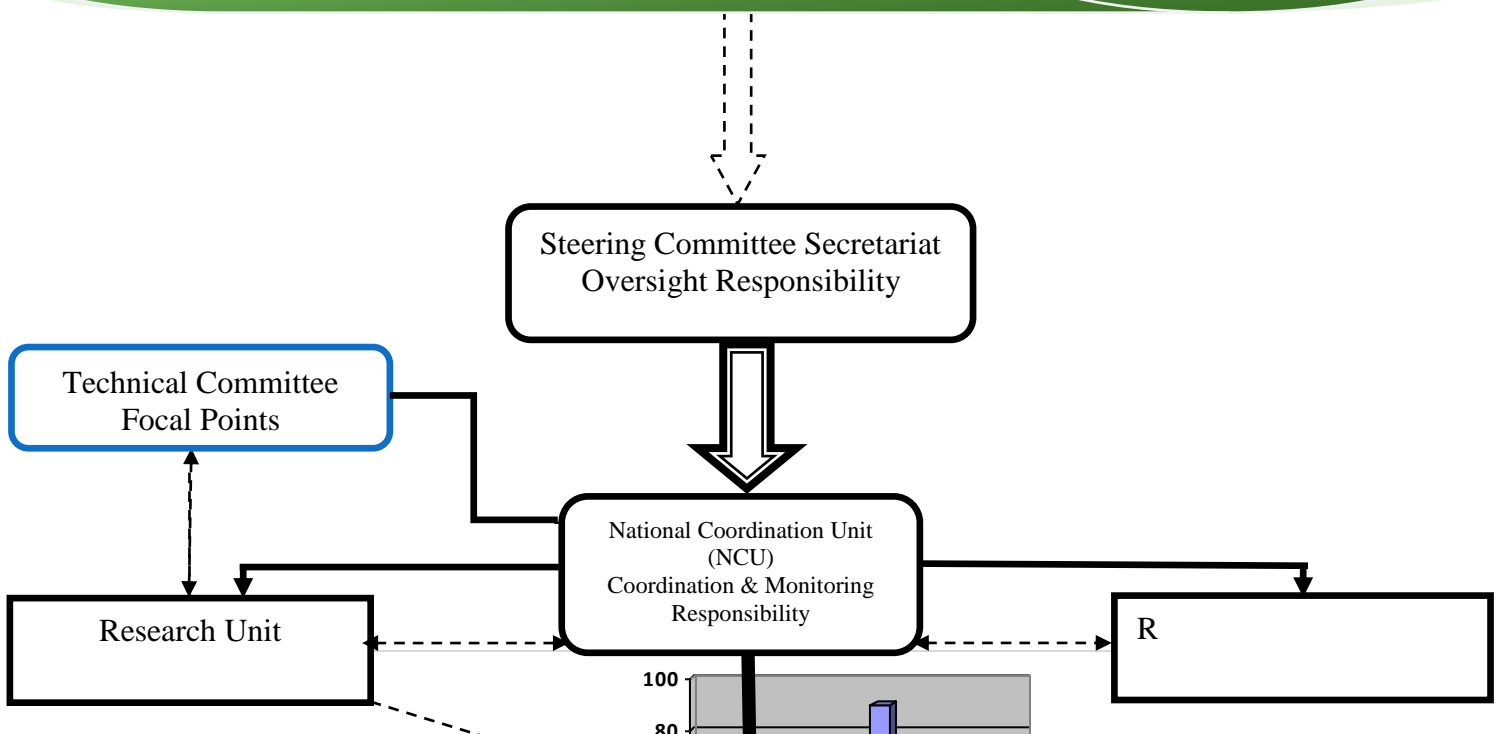 Steering Committee Secretariat
Oversight Responsibility
Technical Committee
Focal Points
National Coordination Unit
(NCU)
Coordination & Monitoring
Responsibility
Research Unit
R
100
80